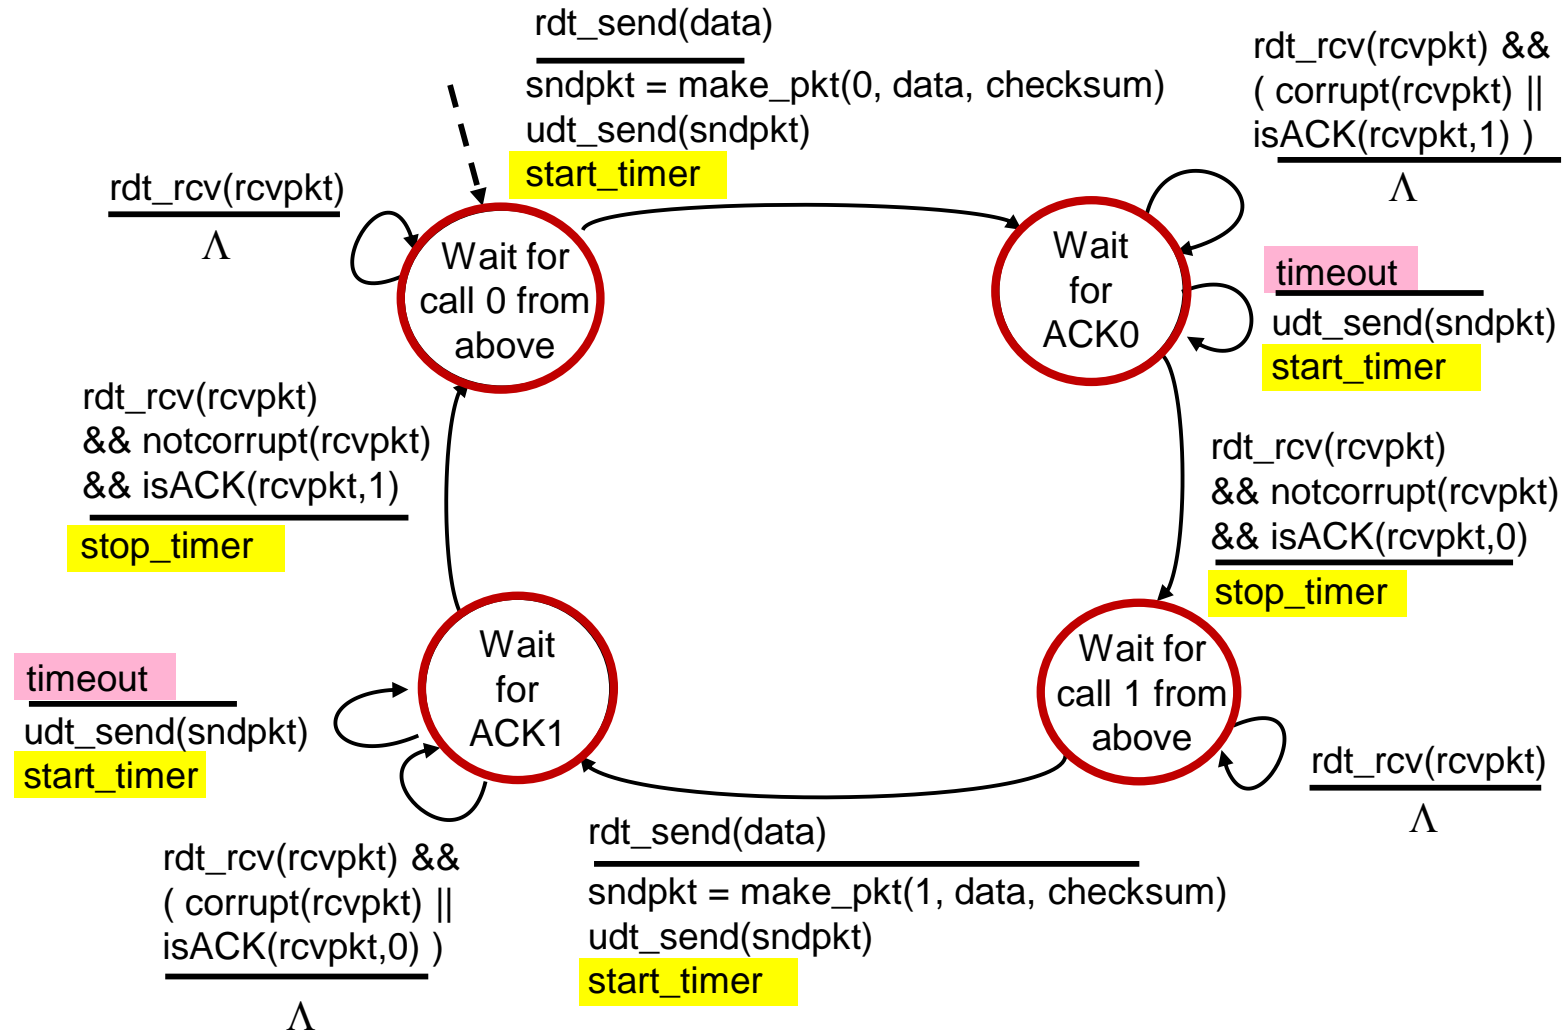 rdt_send(data)
sndpkt = make_pkt(0, data, checksum)
udt_send(sndpkt)
start_timer
rdt_rcv(rcvpkt) &&
( corrupt(rcvpkt) ||
isACK(rcvpkt,1) )
Λ
rdt_rcv(rcvpkt)
Λ
Wait for
call 0 from
above
Wait
for
ACK0
timeout
udt_send(sndpkt)
start_timer
rdt_rcv(rcvpkt)
&& notcorrupt(rcvpkt)
&& isACK(rcvpkt,1)
stop_timer
rdt_rcv(rcvpkt)
&& notcorrupt(rcvpkt)
&& isACK(rcvpkt,0)
stop_timer
Wait
for
ACK1
Wait for
call 1 from
above
timeout
udt_send(sndpkt)
start_timer
rdt_rcv(rcvpkt)
Λ
rdt_rcv(rcvpkt) &&
( corrupt(rcvpkt) ||
isACK(rcvpkt,0) )
Λ
rdt_send(data)
sndpkt = make_pkt(1, data, checksum)
udt_send(sndpkt)
start_timer